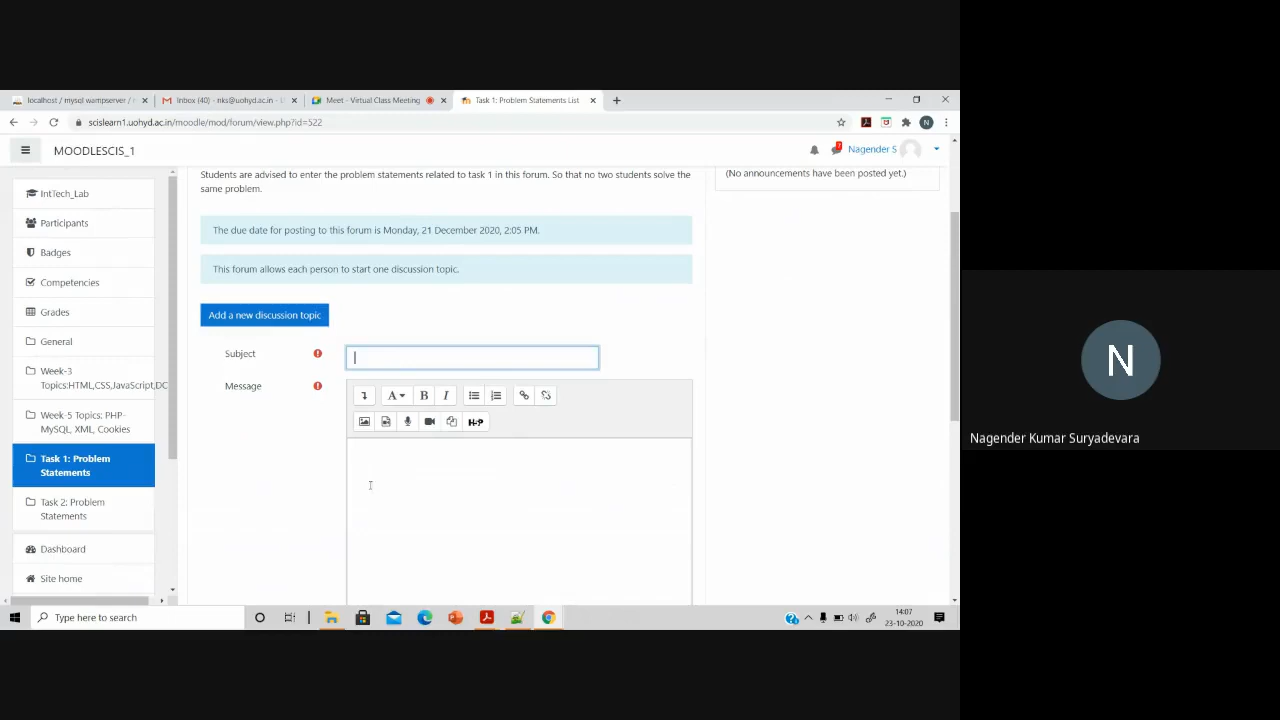 localhost / mysql wampserver /
Inbox (40) - nks@uohyd.ac.in -
Meet - Virtual Class Meeting
Task 1: Problem Statements List
scislearn1.uohyd.ac.in/moodle/mod/forum/view.php?id=522
N
MOODLESCIS_1
Nagender S
IntTech_Lab
Participants
Badges
Competencies
Grades
General
Week-3
Topics:HTML,CSS,JavaScript,DC
Week-5 Topics: PHP-
MySQL, XML, Cookies
Task 1: Problem
Statements
Task 2: Problem
Statements
Dashboard
Site home
Students are advised to enter the problem statements related to task 1 in this forum. So that no two students solve the
same problem.
The due date for posting to this forum is Monday, 21 December 2020, 2:05 PM.
This forum allows each person to start one discussion topic.
Add a new discussion topic
Subject
Message
A B I
H-P
(No announcements have been posted yet.)
Type here to search
14:07
23-10-2020
N
Nagender Kumar Suryadevara